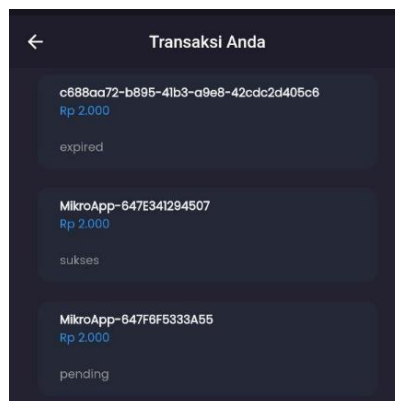 Transaksi Anda
c688aa72-b895-41b3-a9e8-42cdc2d405c6
Rp 2.000
expired
MikroApp-647E341294507
Rp 2.000
sukses
MikroApp-647F6F5333A55
Rp 2.000
pending